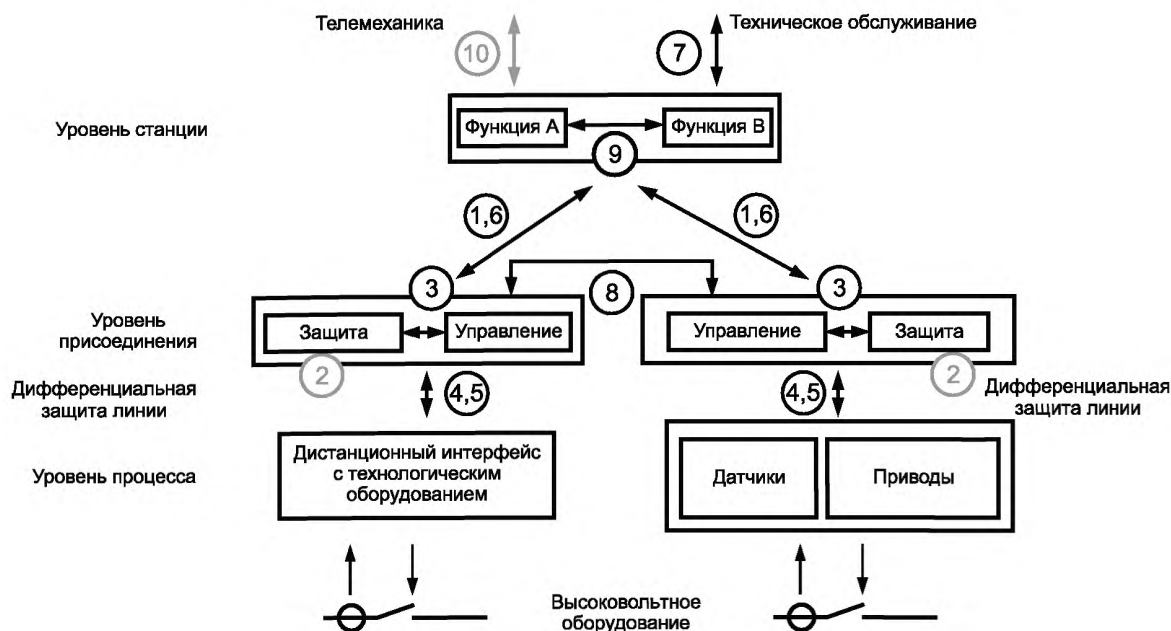 Телемеханика
Техническое обслуживание
10
7
Уровень станции
Функция А
Функция В
9
1,6
1,6
3
8
3
Уровень
присоединения
Защита
Управление
Управление
Защита
2
2
Дифференциальная
защита линии
4,5
4,5
Дифференциальная
защита линии
Уровень процесса
Дистанционный интерфейс
с технологическим
оборудованием
Датчики
Приводы
Высоковольтное
оборудование